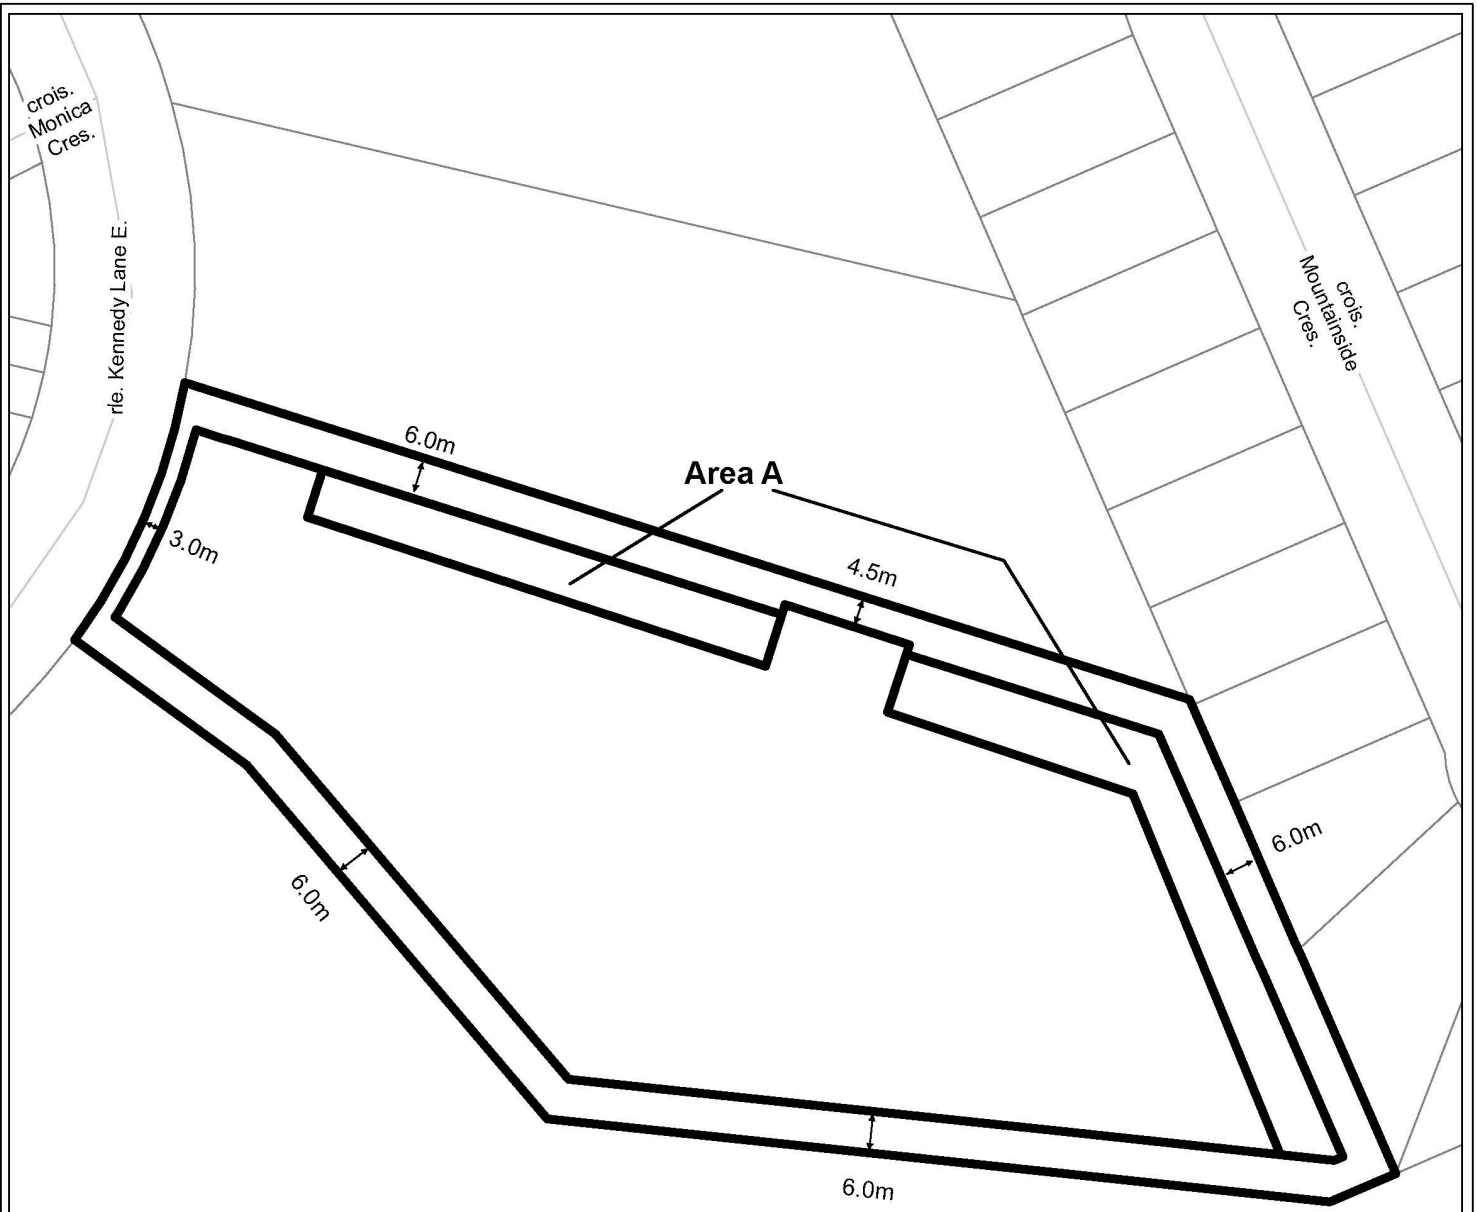 crois.
Monica
Cres.
rle. Kennedy Lane E.
crois.
Mountainside
Cres.
6.0m
Area A
3.0m
4.5m
6.0m
6.0m
6.0m